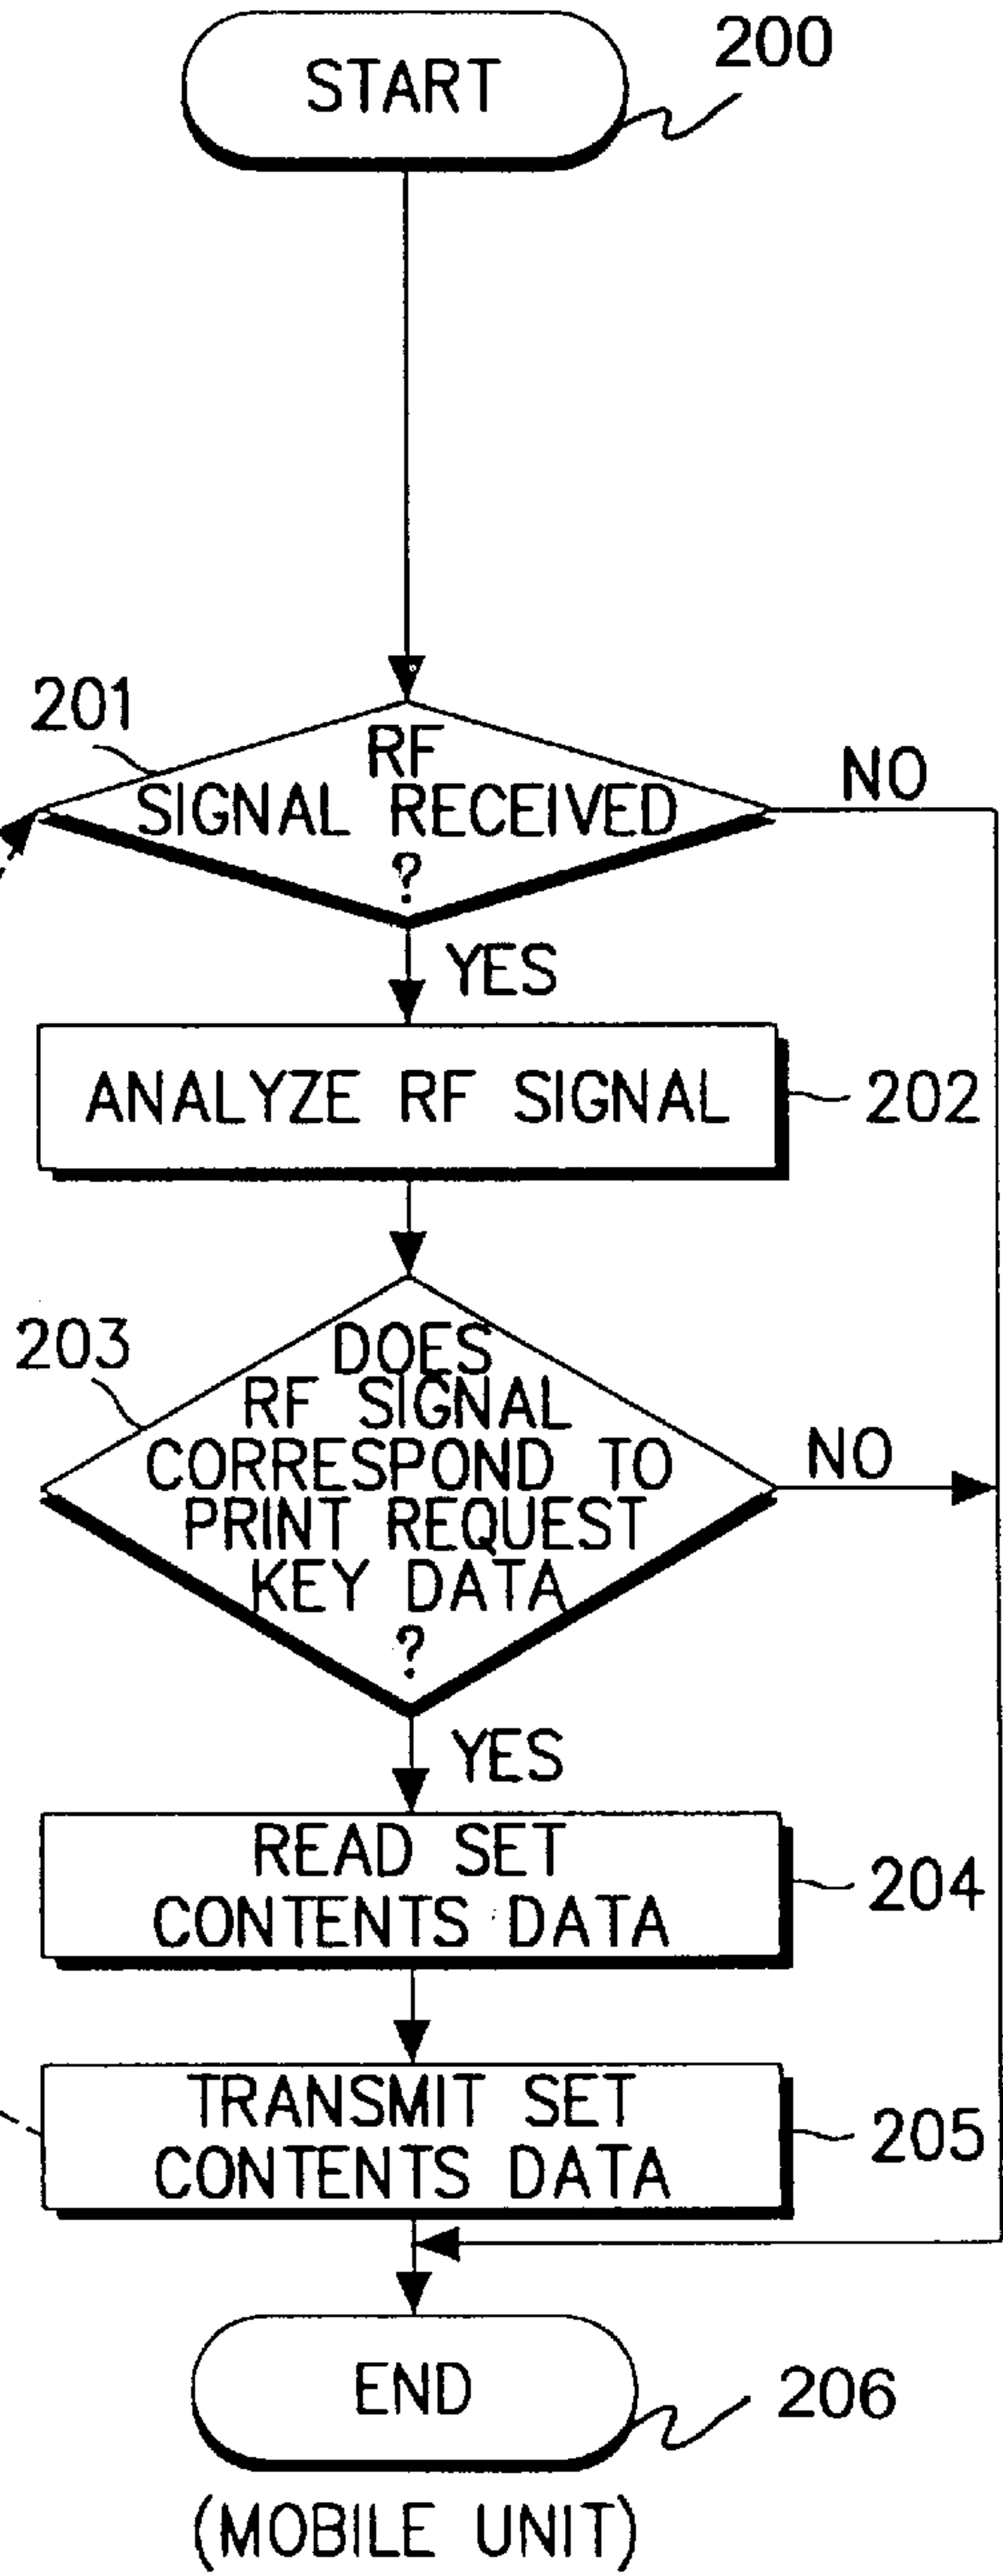 START
200
201
RF
SIGNAL RECEIVED
?
NO
YES
ANALYZE RF SIGNAL
202
203
DOES
RF SIGNAL
CORRESPOND TO
PRINT REQUEST
KEY DATA
?
NO
YES
READ SET
CONTENTS DATA
204
TRANSMIT SET
CONTENTS DATA
205
END
206
(MOBILE UNIT)